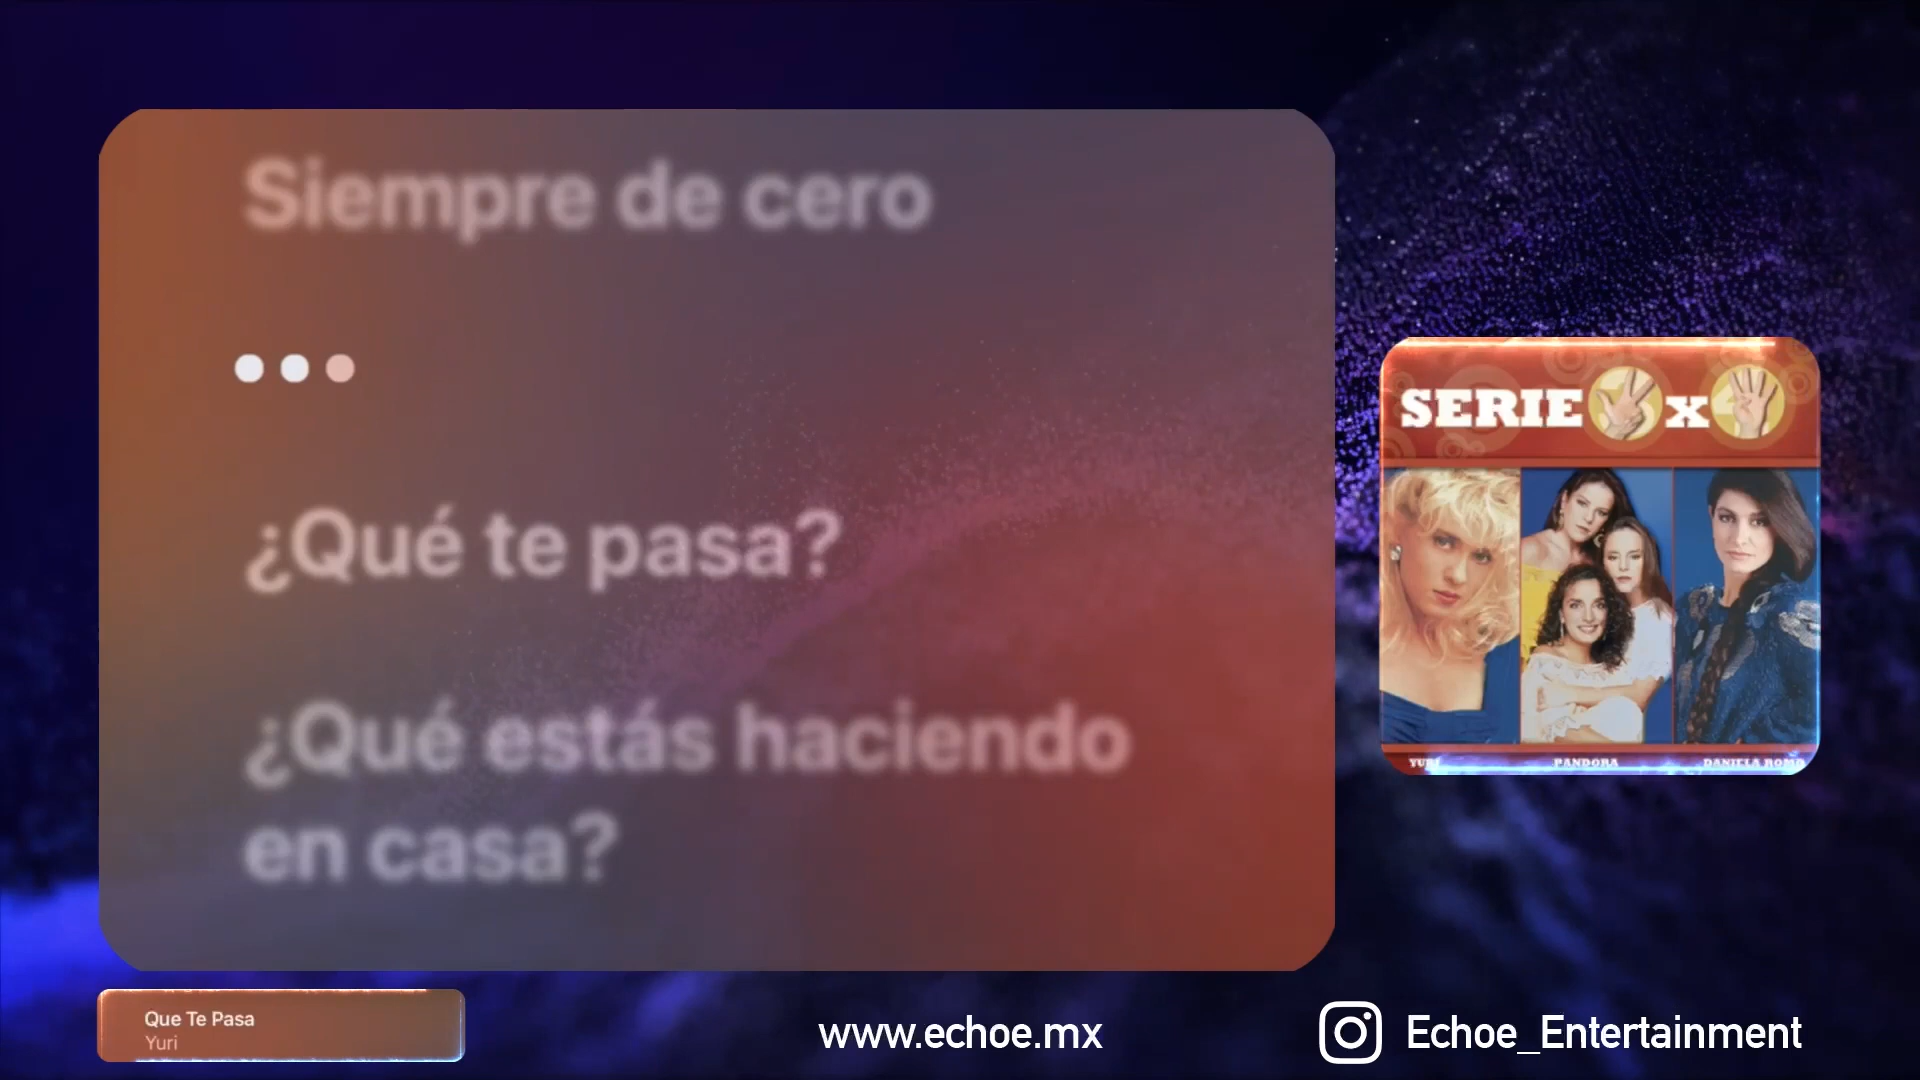 Siempre de cero
¿Qué te pasa?
¿Qué estás haciendo
en casa?
SERIE x
YURI PANDORA DANIELA ROMO
Que Te Pasa
Yuri
www.echoe.mx
Echoe_Entertainment